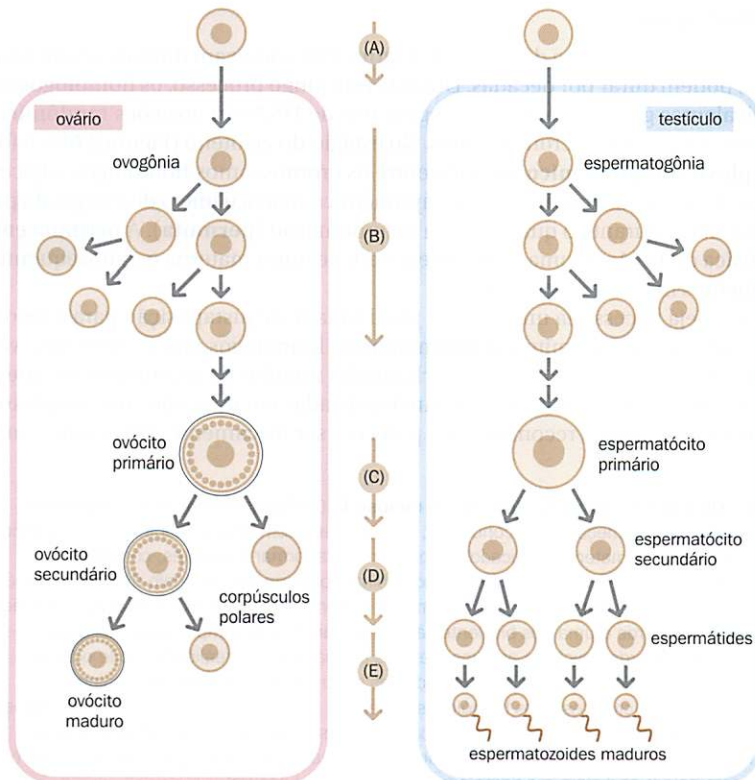 (A)
ovário
testículo
ovogônia
espermatogônia
(B)
ovócito
primário
espermatócito
primário
(C)
ovócito
secundário
espermatócito
secundário
corpúsculos
polares
(D)
espermátides
(E)
ovócito
maduro
espermatozoides maduros